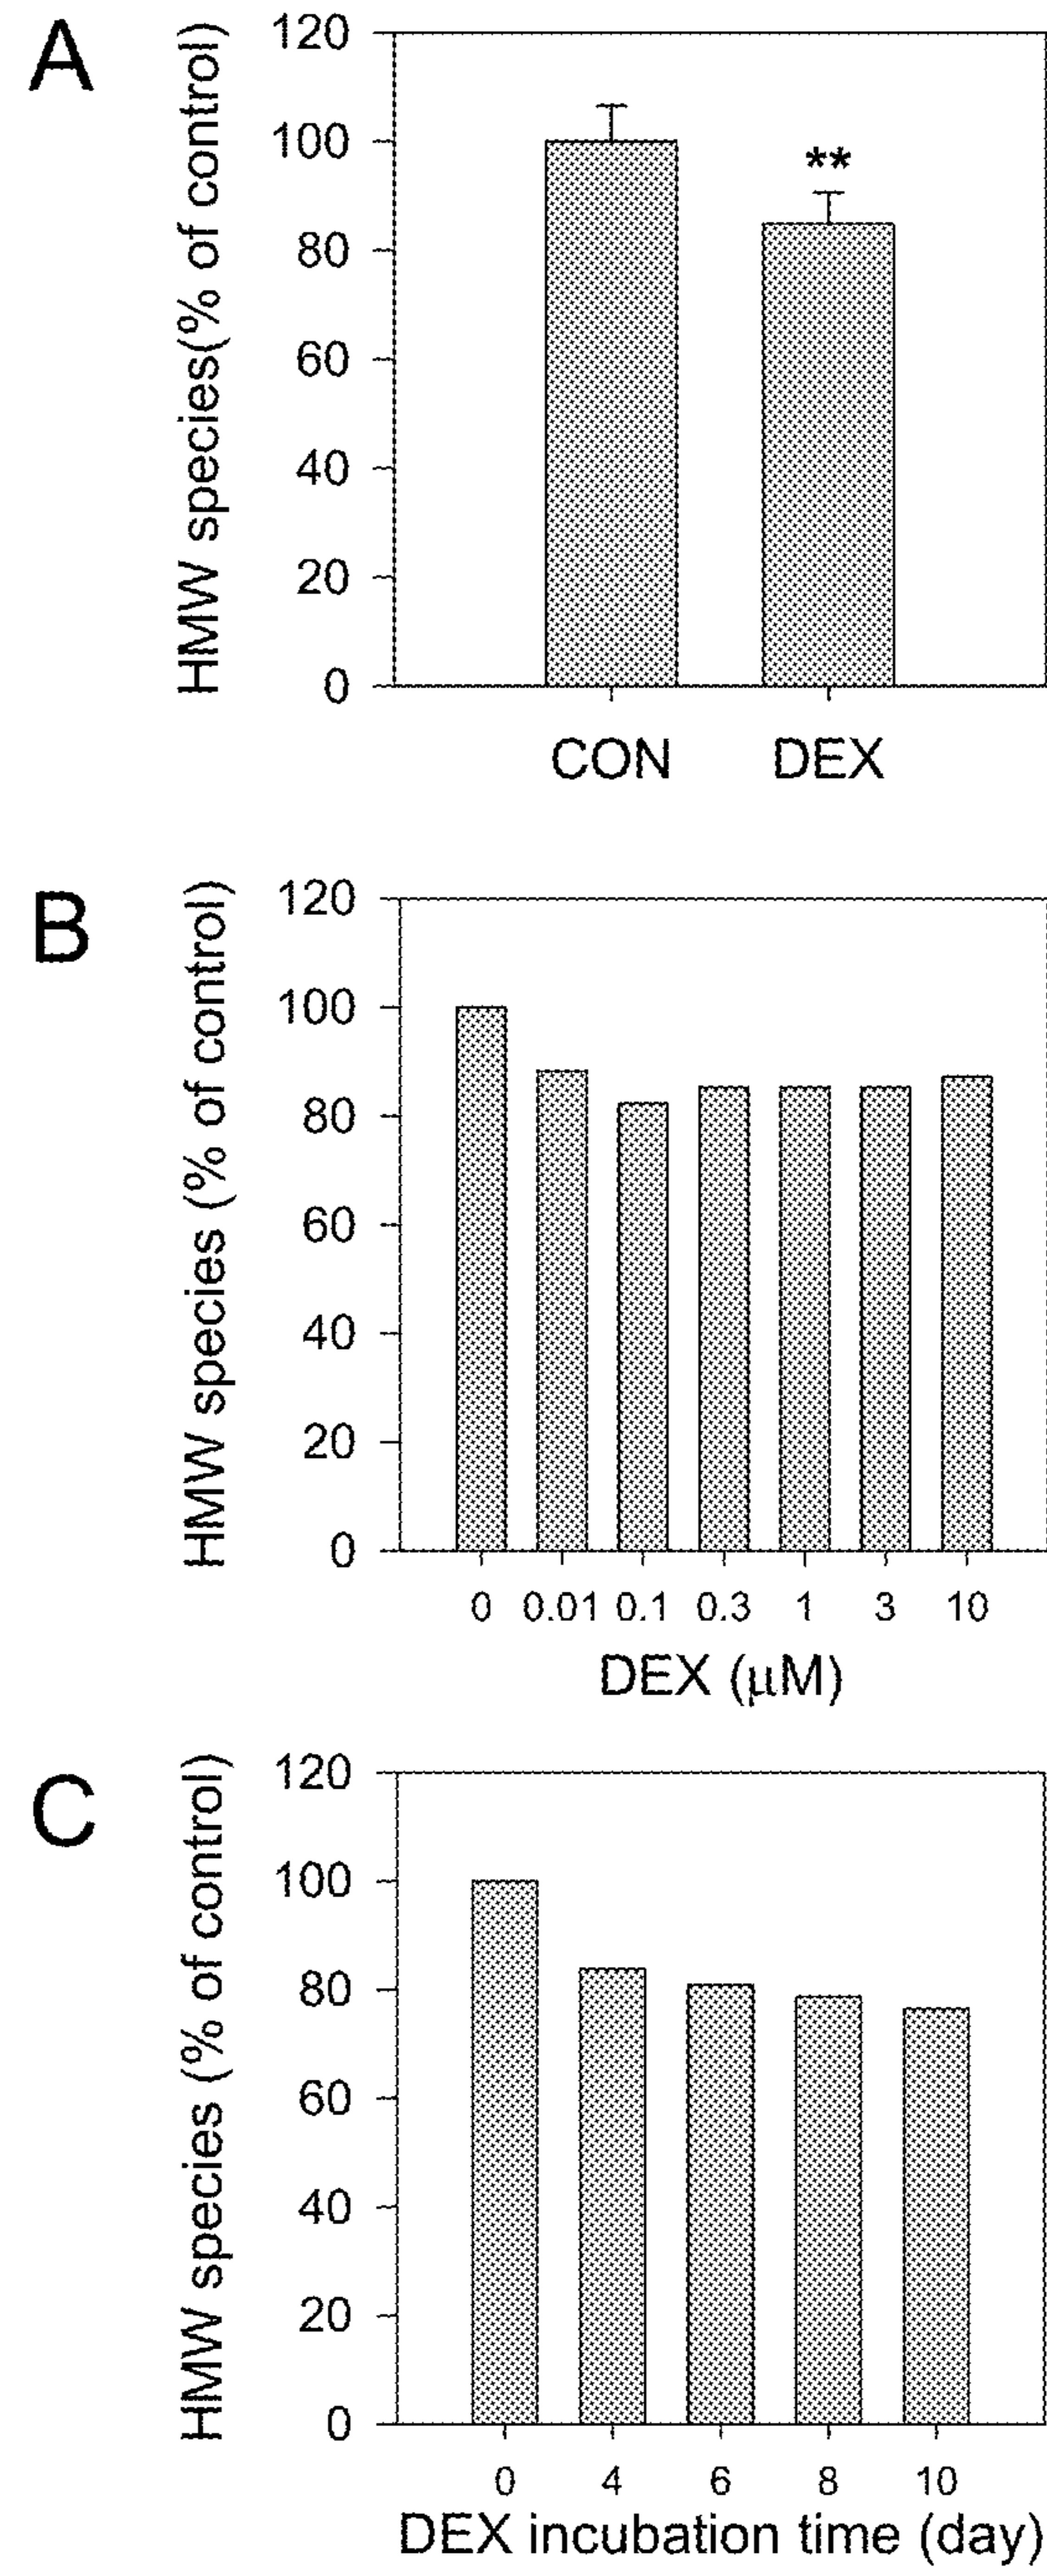 A
HMW species(% of control)
120
100
80
60
40
20
0
**
CON DEX
B
HMW species (% of control)
120
100
80
60
40
20
0
0 0.01 0.1 0.3 1 3 10
DEX (μM)
C
HMW species (% of control)
120
100
80
60
40
20
0
0 4 6 8 10
DEX incubation time (day)